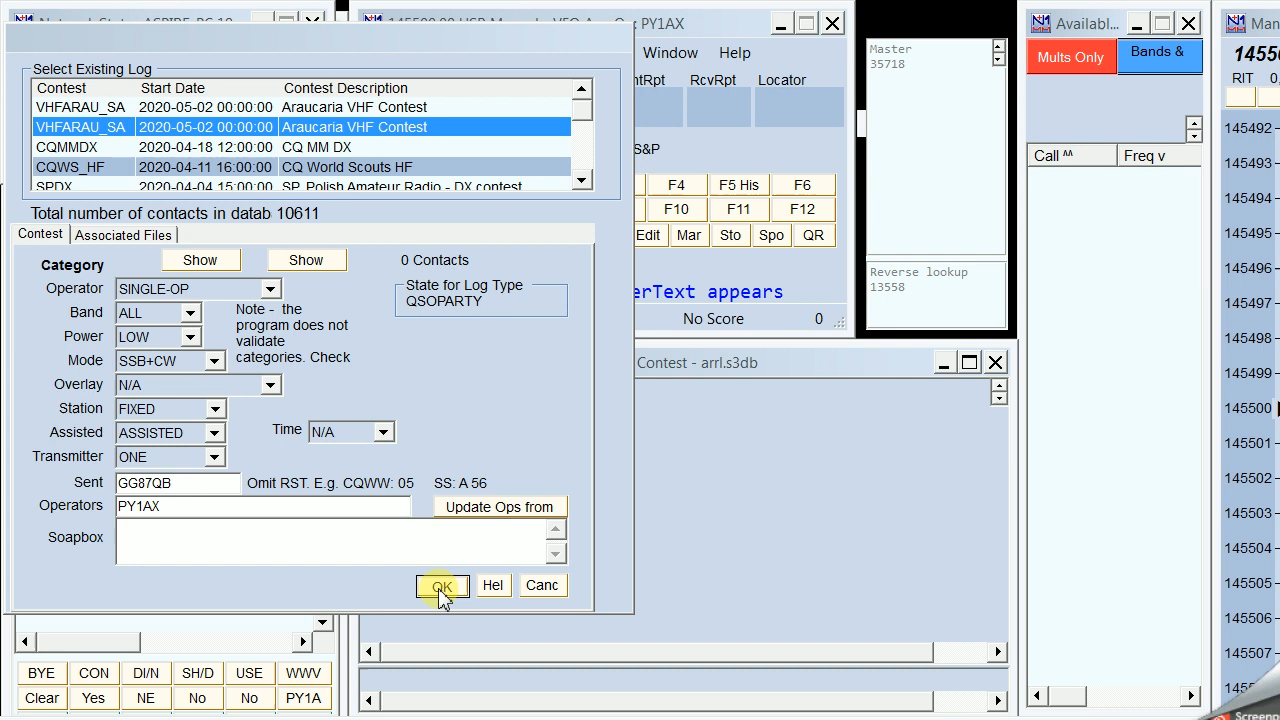 Select Existing Log
Contest Start Date Contest Description
VHFARAU_SA 2020-05-02 00:00:00 Araucaria VHF Contest
VHFARAU_SA 2020-05-02 00:00:00 Araucaria VHF Contest
CQMMDX 2020-04-18 12:00:00 CQ MM DX
CQWS_HF 2020-04-11 16:00:00 CQ World Scouts HF
SPDX 2020-04-04 15:00:00 SP Polish Amateur Radio - DX contest
Total number of contacts in datab 10611
Contest Associated Files
Category Show Show 0 Contacts
Operator SINGLE-OP
State for Log Type
QSOPARTY
Band ALL
Note - the
program does not
validate
categories. Check
Power LOW
Mode SSB+CW
Overlay N/A
Station FIXED
Assisted ASSISTED Time N/A
Transmitter ONE
Sent GG87QB Omit RST. E.g. CQWW: 05 SS: A 56
Operators PY1AX Update Ops from
Soapbox
OK Hel Canc
BYE CON DI/N SH/D USE WWV
Clear Yes NE No No PY1A
PY1AX
Window Help
ntRpt RcvRpt Locator
S&P
F4 F5 His F6
F10 F11 F12
Edit Mar Sto Spo QR
erText appears
No Score 0
Contest - arrl.s3db
Master
35718
Reverse lookup
13558
Availabl...
Mults Only Bands &
Call ^^ Freq v
Man
1455
RIT 0.
145492
145493
145494
145495
145496
145497
145498
145499
145500
145501
145502
145503
145504
145505
145506
145507
Screenp